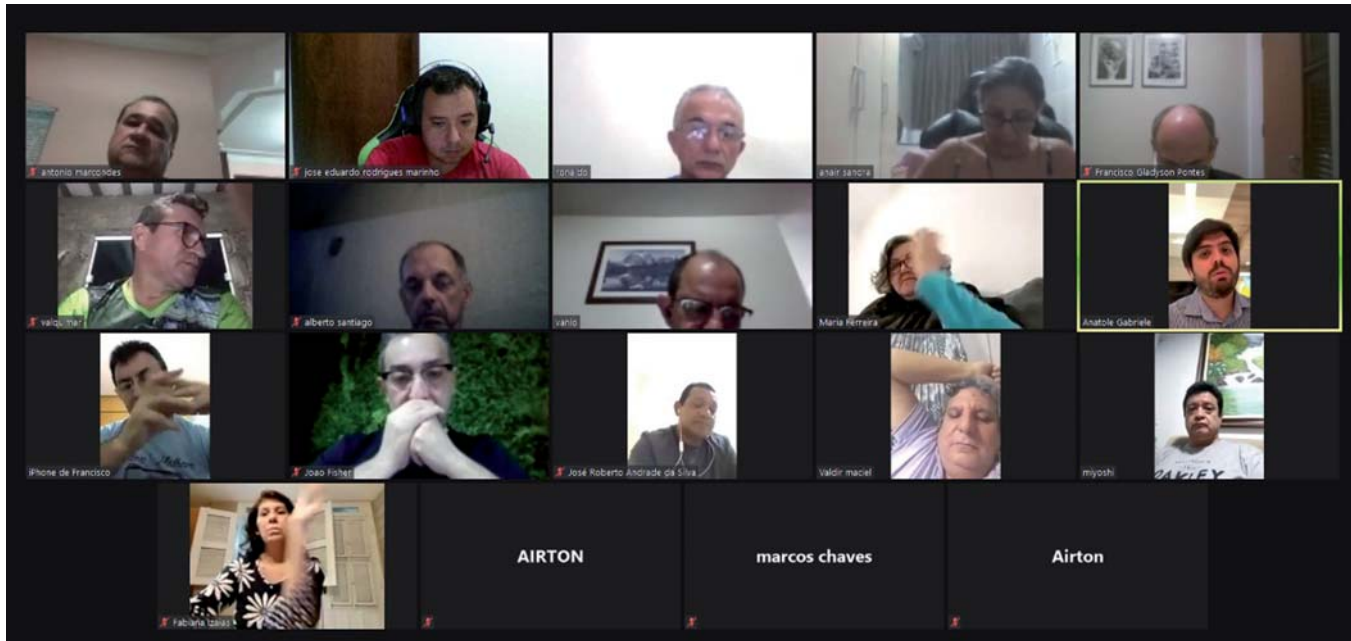 antonio marcondes
jose eduardo rodrigues marinho
ronaldo
anair sandra
Francisco Gladyson Pontes
valquimar
alberto santiago
vanio
Maria Ferreira
Anatole Gabriele
iPhone de Francisco
Joao Fisher
José Roberto Andrade da Silva
Valdir maciel
miyoshi
OAKLEY
Fabiana Izaias
AIRTON
marcos chaves
Airton